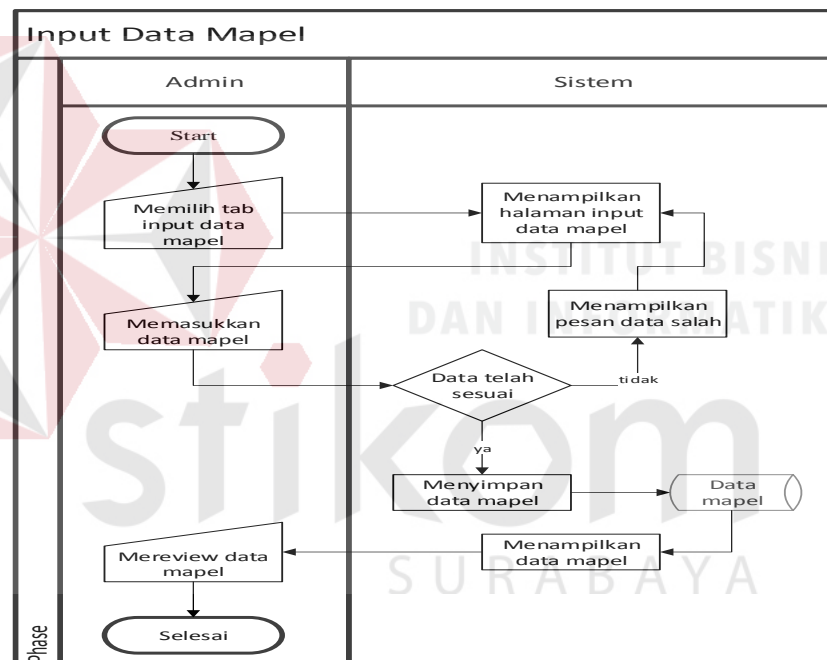 Input Data Mapel
Admin
Sistem
Start
Memilih tab
input data
mapel
Menampilkan
halaman input
data mapel
Memasukkan
data mapel
Menampilkan
pesan data salah
Data telah
sesuai
tidak
ya
Menyimpan
data mapel
Data
mapel
Menampilkan
data mapel
Mereview data
mapel
Selesai
Phase
INSTITUT BISNI
DAN INFORMATIK
stikom
SURABAYA